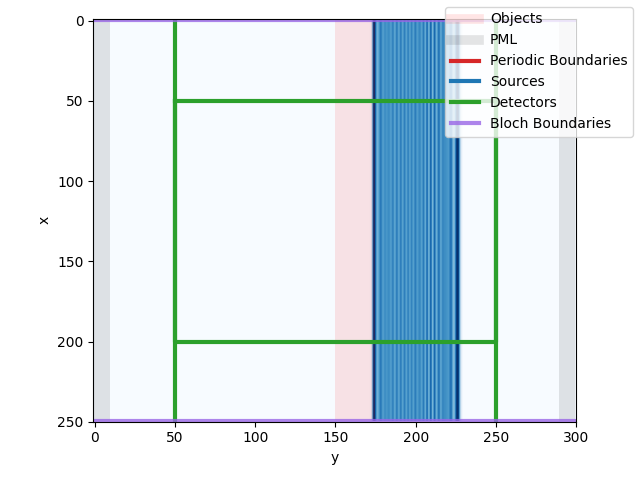 Objects
PML
Periodic Boundaries
Sources
Detectors
Bloch Boundaries
0
50
100
150
200
250
x
0 50 100 150 200 250 300
y